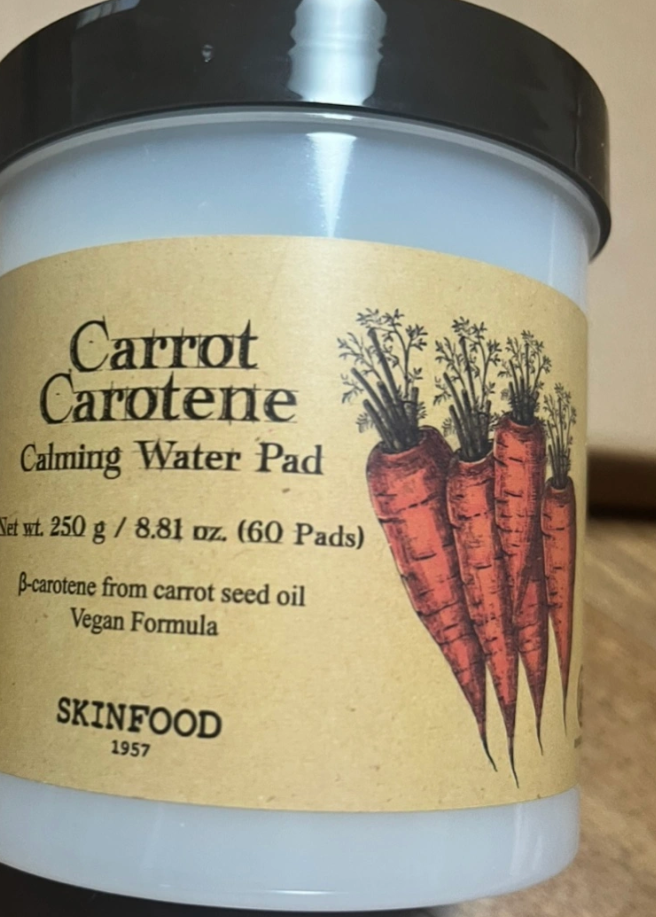 Carrot
Carotene
Calming Water Pad
Net wt. 250 g / 8.81 oz. (60 Pads)
β-carotene from carrot seed oil
Vegan Formula
SKINFOOD
1957